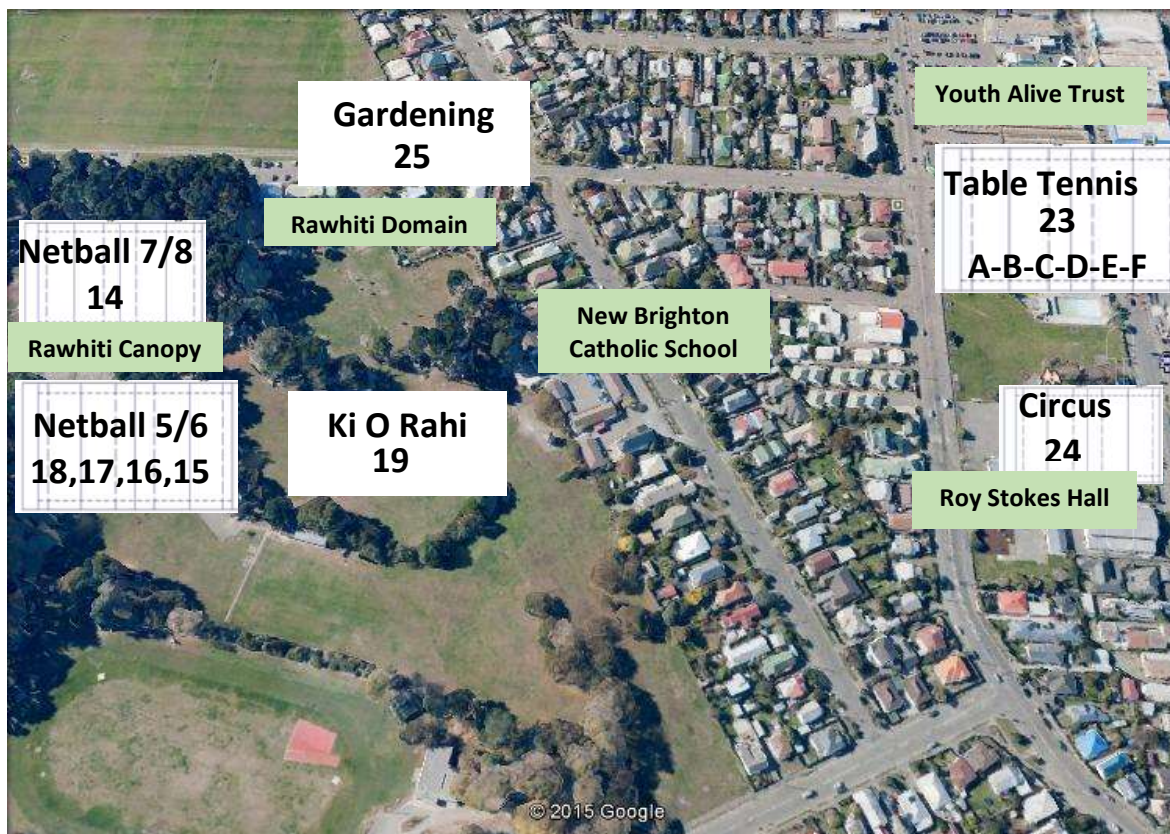 Gardening
25
Rawhiti Domain
Youth Alive Trust
Table Tennis
23
A-B-C-D-E-F
Netball 7/8
14
Rawhiti Canopy
Netball 5/6
18,17,16,15
Ki O Rahi
19
New Brighton
Catholic School
Circus
24
Roy Stokes Hall
© 2015 Google